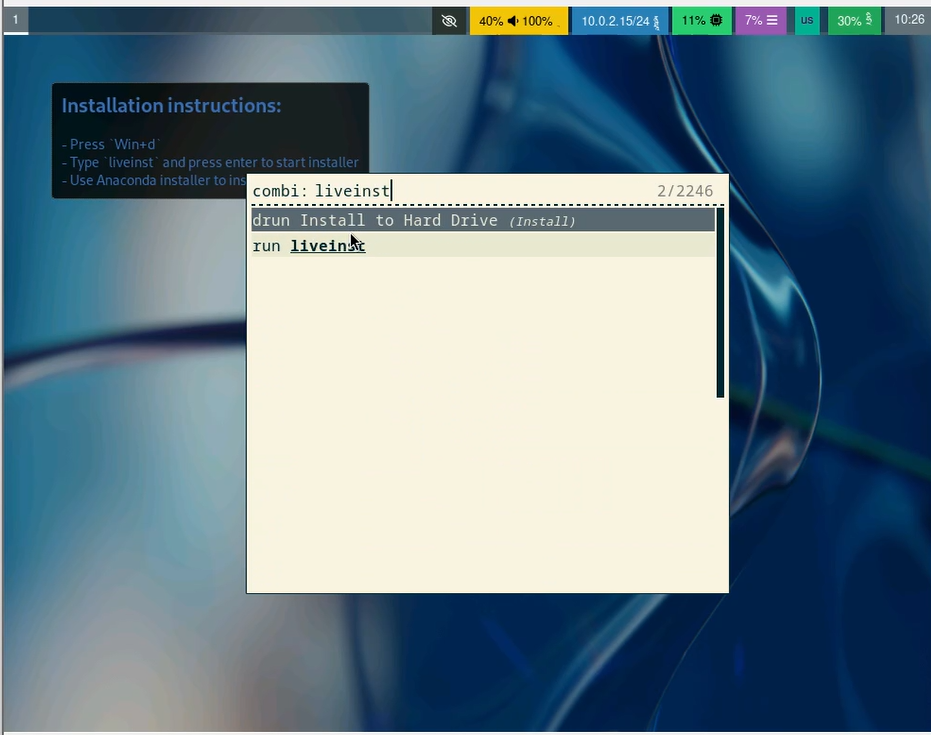 1
40% 100%
10.0.2.15/24
11%
7%
us
30%
10:26
Installation instructions:
- Press `Win+d`
- Type `liveinst` and press enter to start installer
- Use Anaconda installer to ins
combi: liveinst 2/2246
drun Install to Hard Drive (Install)
run liveinst